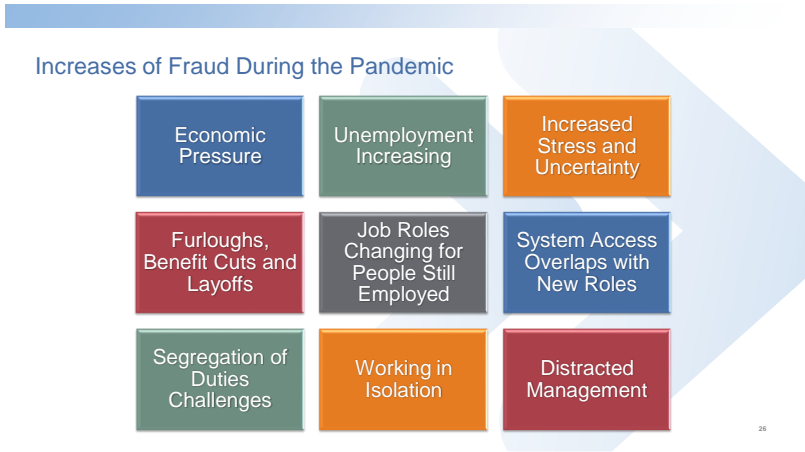 Increases of Fraud During the Pandemic
Economic
Pressure
Unemployment
Increasing
Increased
Stress and
Uncertainty
Furloughs,
Benefit Cuts and
Layoffs
Job Roles
Changing for
People Still
Employed
System Access
Overlaps with
New Roles
Segregation of
Duties
Challenges
Working in
Isolation
Distracted
Management
26